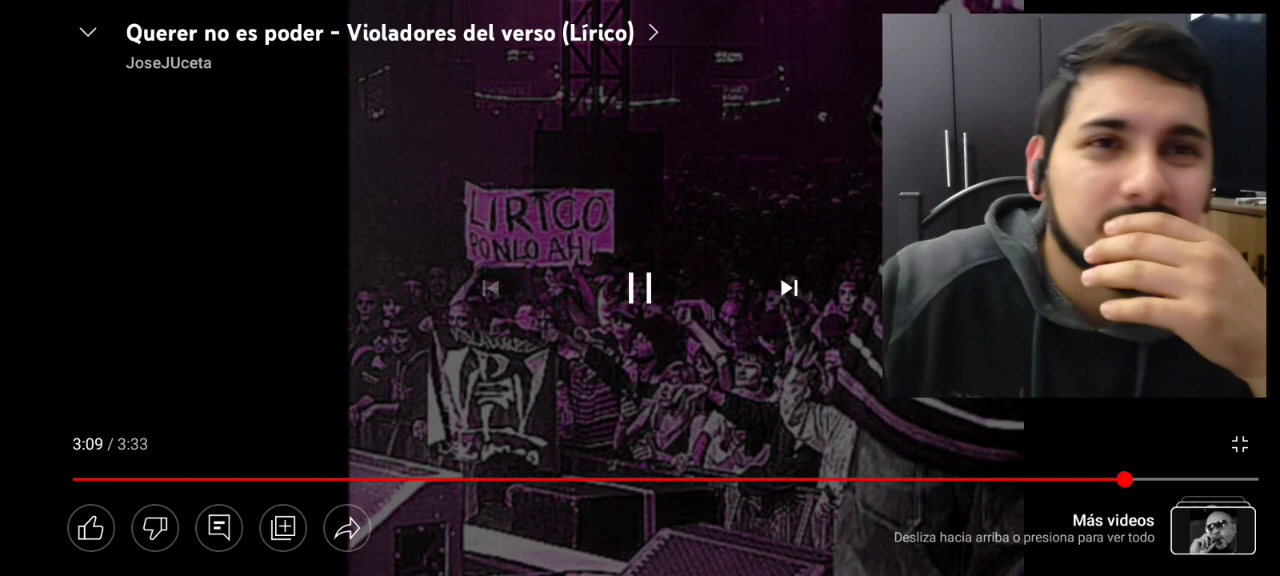 Querer no es poder - Violadores del verso (Lírico)
JoseJUceta
LIRICO
PONLO AHI
3:09 / 3:33
Más videos
Desliza hacia arriba o presiona para ver todo